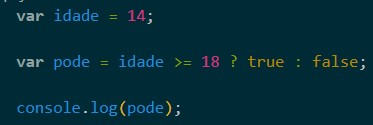 var idade = 14;
var pode = idade >= 18 ? true : false;
console.log(pode);